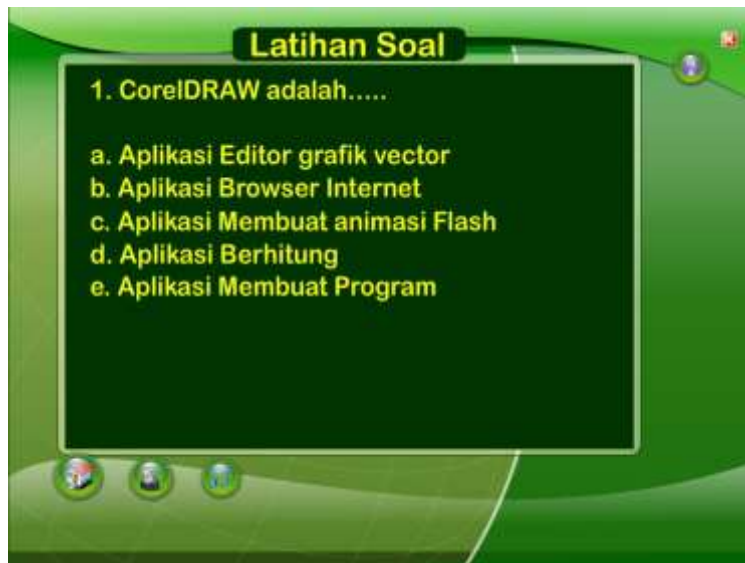 Latihan Soal
1. CorelDRAW adalah.....
a. Aplikasi Editor grafik vector
b. Aplikasi Browser Internet
c. Aplikasi Membuat animasi Flash
d. Aplikasi Berhitung
e. Aplikasi Membuat Program